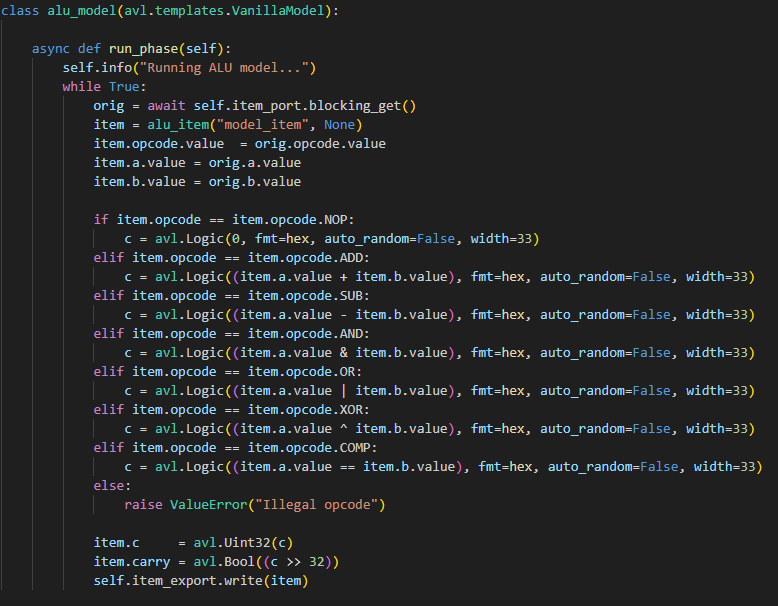 class alu_model(avl.templates.VanillaModel):
    async def run_phase(self):
        self.info("Running ALU model...")
        while True:
            orig = await self.item_port.blocking_get()
            item = alu_item("model_item", None)
            item.opcode.value  = orig.opcode.value
            item.a.value = orig.a.value
            item.b.value = orig.b.value
            if item.opcode == item.opcode.NOP:
                c = avl.Logic(0, fmt=hex, auto_random=False, width=33)
            elif item.opcode == item.opcode.ADD:
                c = avl.Logic((item.a.value + item.b.value), fmt=hex, auto_random=False, width=33)
            elif item.opcode == item.opcode.SUB:
                c = avl.Logic((item.a.value - item.b.value), fmt=hex, auto_random=False, width=33)
            elif item.opcode == item.opcode.AND:
                c = avl.Logic((item.a.value & item.b.value), fmt=hex, auto_random=False, width=33)
            elif item.opcode == item.opcode.OR:
                c = avl.Logic((item.a.value | item.b.value), fmt=hex, auto_random=False, width=33)
            elif item.opcode == item.opcode.XOR:
                c = avl.Logic((item.a.value ^ item.b.value), fmt=hex, auto_random=False, width=33)
            elif item.opcode == item.opcode.COMP:
                c = avl.Logic((item.a.value == item.b.value), fmt=hex, auto_random=False, width=33)
            else:
                raise ValueError("Illegal opcode")
            item.c     = avl.Uint32(c)
            item.carry = avl.Bool((c >> 32))
            self.item_export.write(item)